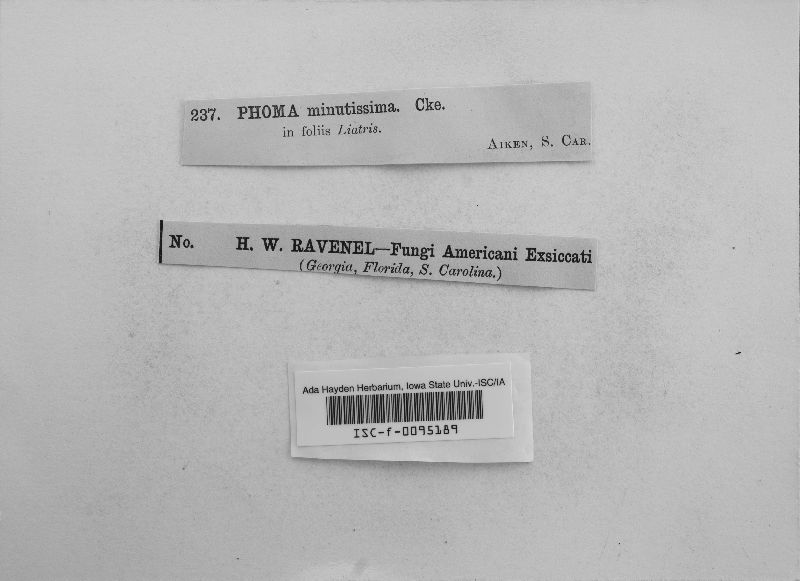 237. PHOMA minutissima. Cke.
in foliis Liatris.
AIKEN, S. CAR.
No. H. W. RAVENEL—Fungi Americani Exsiccati
(Georgia, Florida, S. Carolina.)
Ada Hayden Herbarium, Iowa State Univ.-ISC/IA
ISC-f-0095189